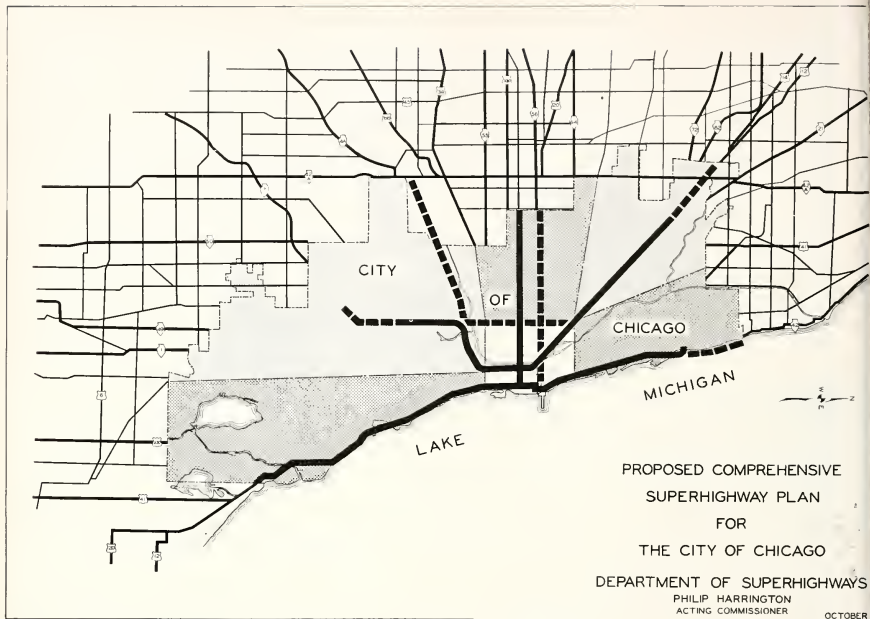 CITY
OF
CHICAGO
LAKE
MICHIGAN
W
N
E
PROPOSED COMPREHENSIVE
SUPERHIGHWAY PLAN
FOR
THE CITY OF CHICAGO
DEPARTMENT OF SUPERHIGHWAYS
PHILIP HARRINGTON
ACTING COMMISSIONER
OCTOBER